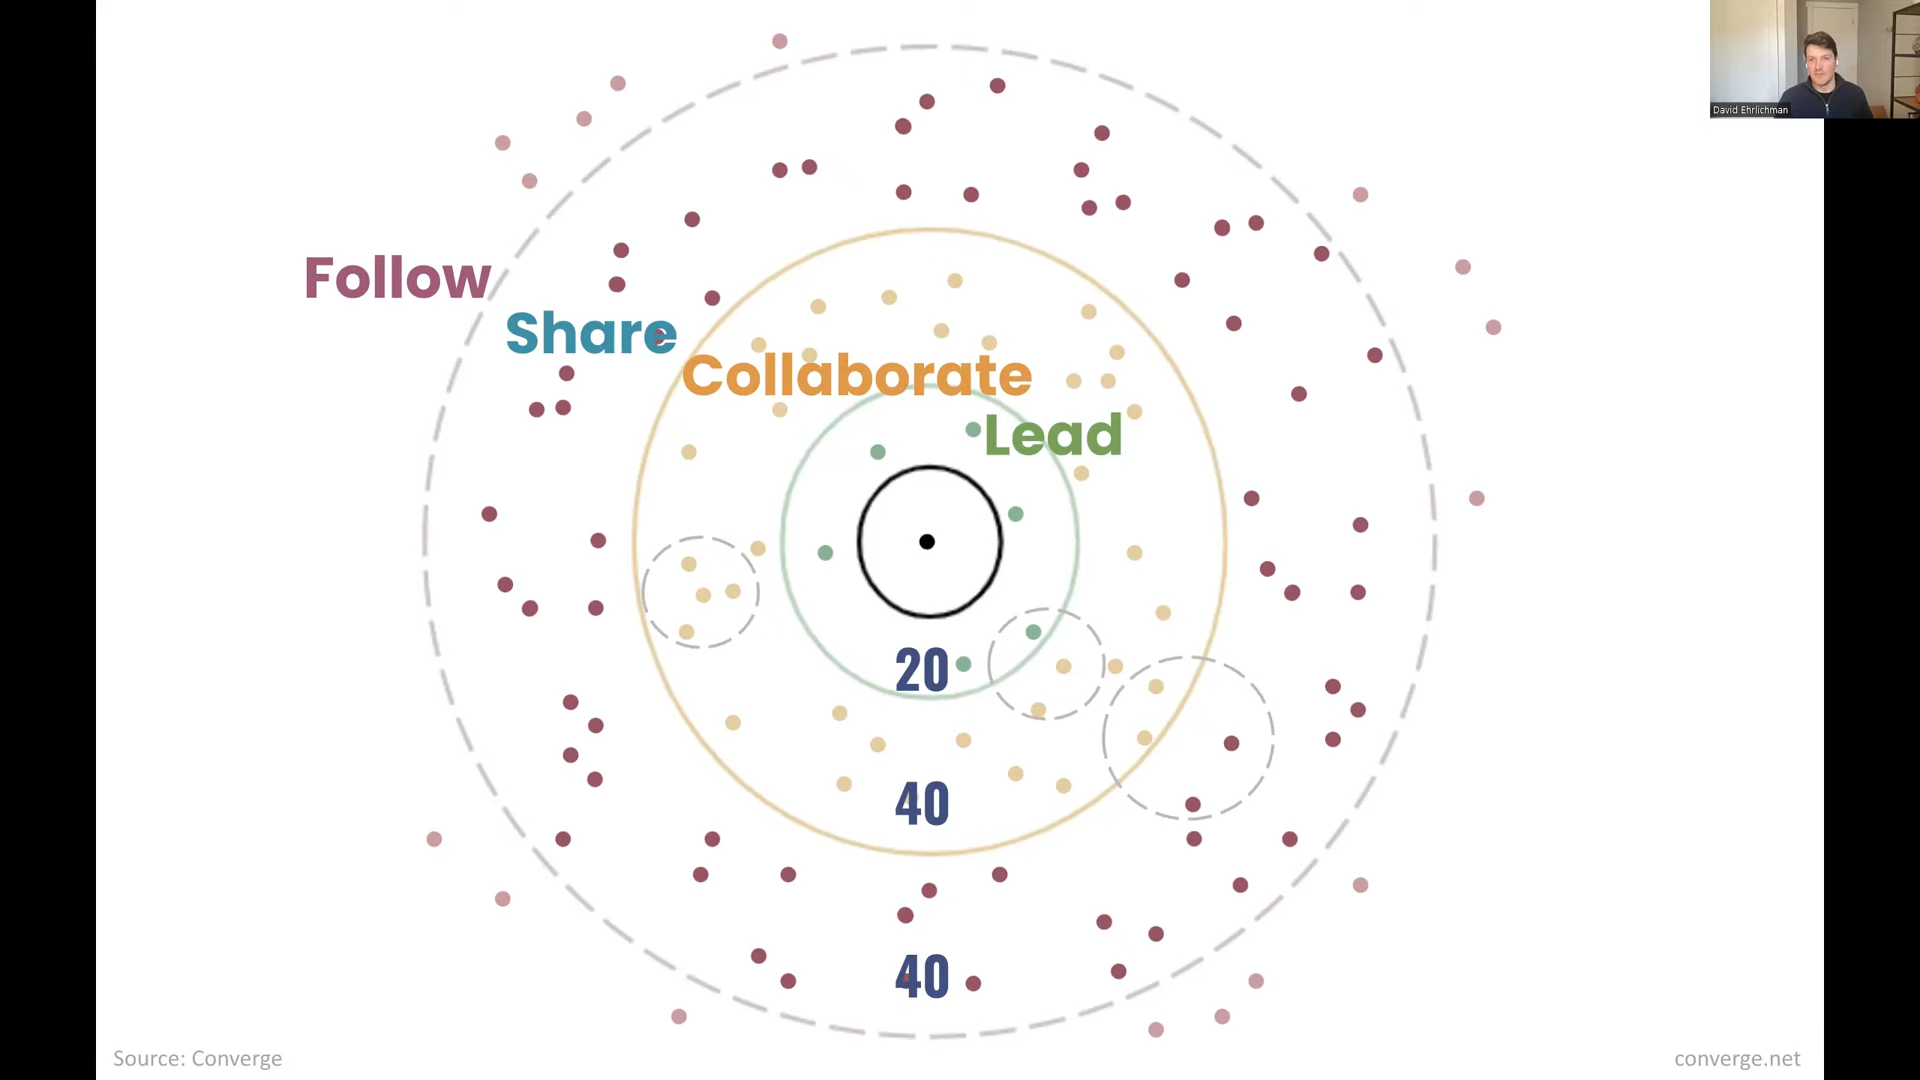 David Ehrlichman
Follow
Share
Collaborate
Lead
20
40
40
Source: Converge
converge.net